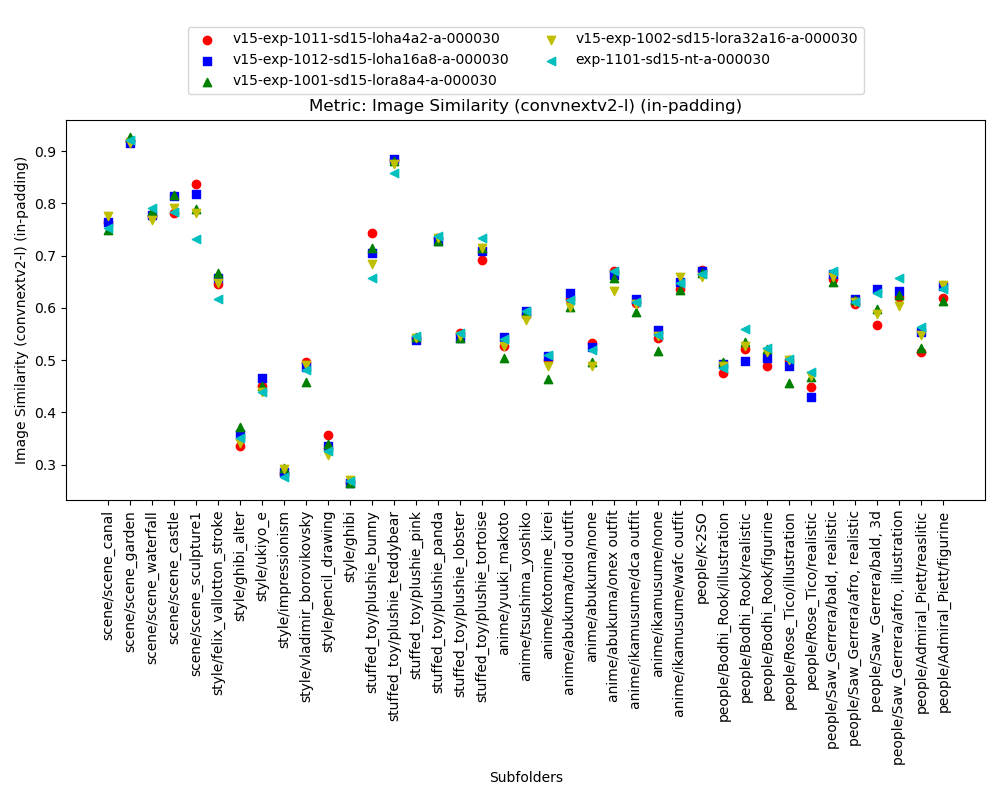 v15-exp-1011-sd15-loha4a2-a-000030
v15-exp-1012-sd15-loha16a8-a-000030
v15-exp-1001-sd15-lora8a4-a-000030
v15-exp-1002-sd15-lora32a16-a-000030
exp-1101-sd15-nt-a-000030
Metric: Image Similarity (convnextv2-l) (in-padding)
Image Similarity (convnextv2-l) (in-padding)
0.9
0.8
0.7
0.6
0.5
0.4
0.3
scene/scene_canal
scene/scene_garden
scene/scene_waterfall
scene/scene_castle
scene/scene_sculpture1
style/felix_vallotton_stroke
style/ghibi_alter
style/ukiyo_e
style/impressionism
style/vladimir_borovikovsky
style/pencil_drawing
style/ghibi
stuffed_toy/plushie_bunny
stuffed_toy/plushie_teddybear
stuffed_toy/plushie_pink
stuffed_toy/plushie_panda
stuffed_toy/plushie_lobster
stuffed_toy/plushie_tortoise
anime/yuuki_makoto
anime/tsushima_yoshiko
anime/kotomine_kirei
anime/abukuma/toid outfit
anime/abukuma/none
anime/abukuma/onex outfit
anime/ikamusume/dca outfit
anime/ikamusume/none
anime/ikamusume/wafc outfit
people/K-2SO
people/Bodhi_Rook/illustration
people/Bodhi_Rook/realistic
people/Bodhi_Rook/figurine
people/Rose_Tico/illustration
people/Rose_Tico/realistic
people/Saw_Gerrera/bald, realistic
people/Saw_Gerrera/afro, realistic
people/Saw_Gerrera/bald, 3d
people/Saw_Gerrera/afro, illustration
people/Admiral_Piett/reaslitic
people/Admiral_Piett/figurine
Subfolders